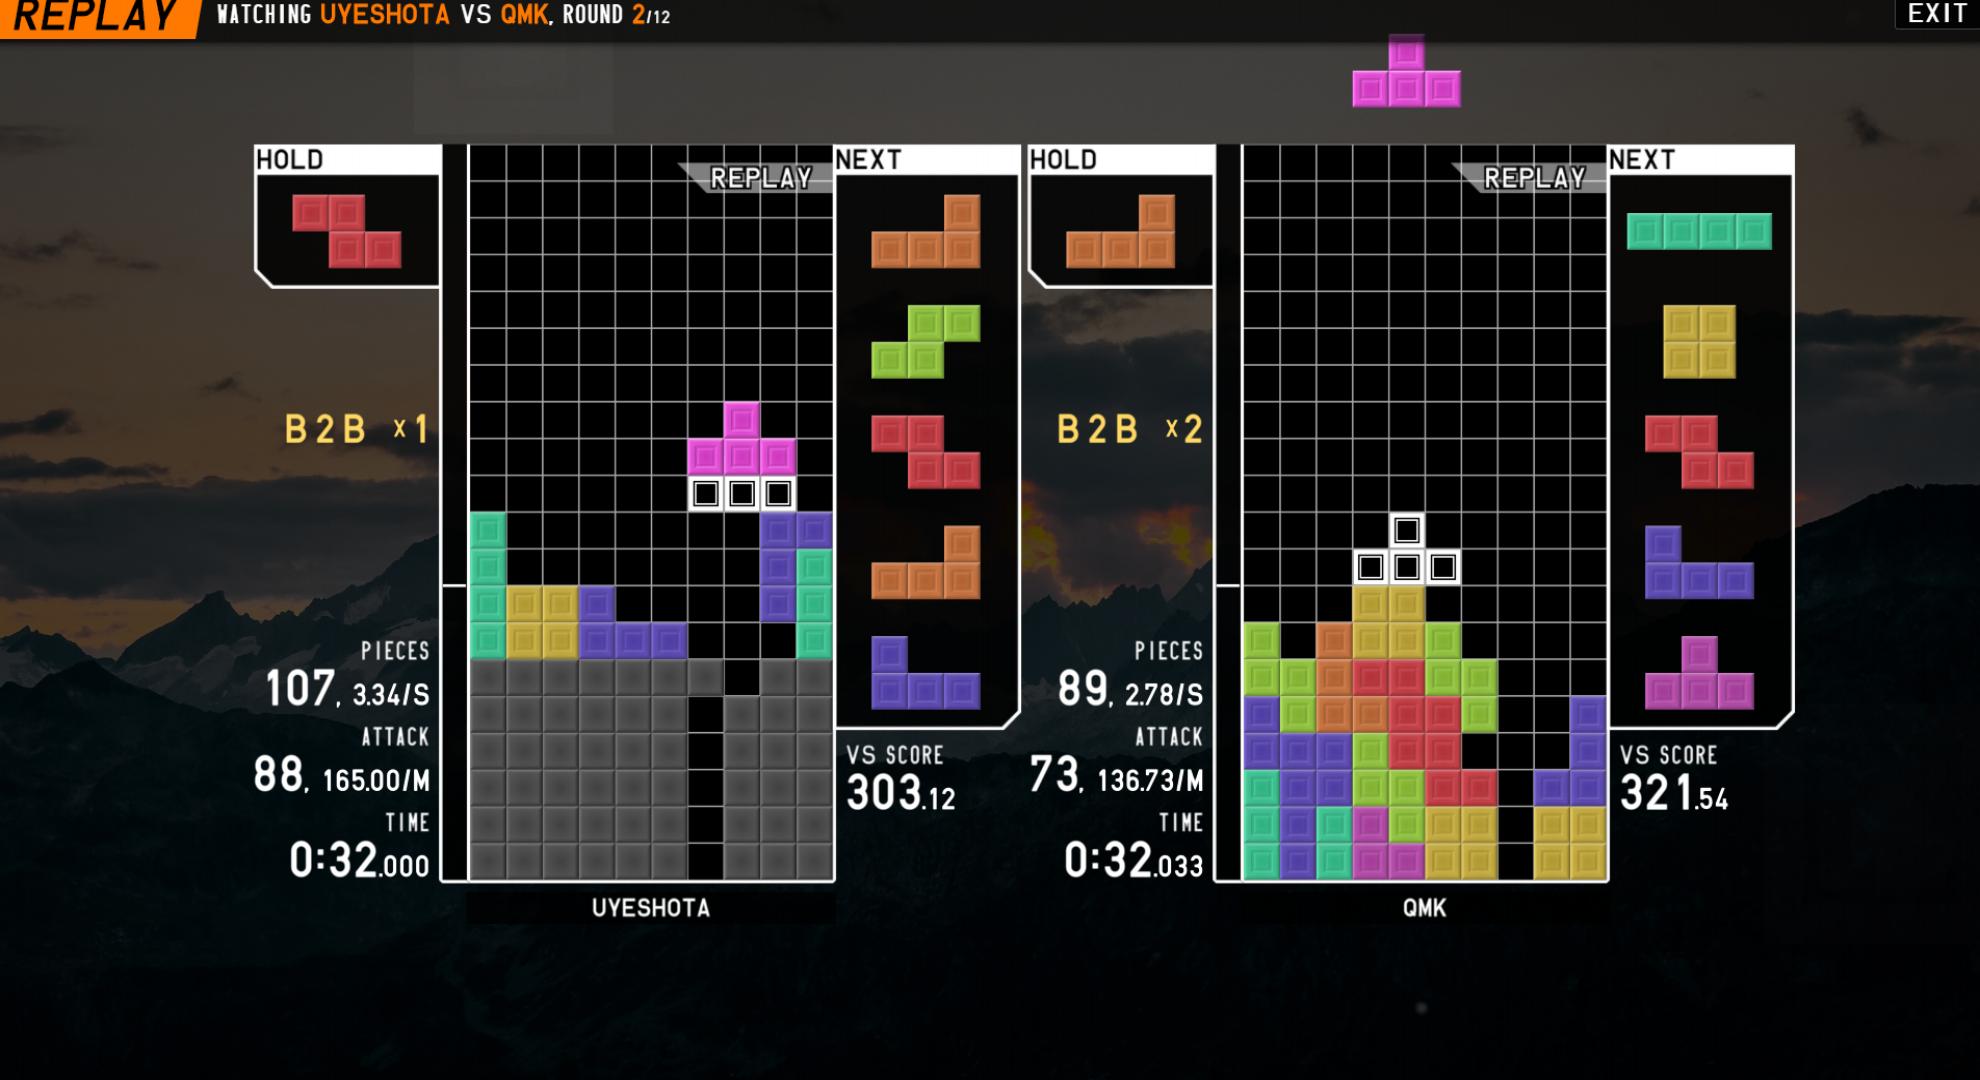 REPLAY
WATCHING UYESHOTA VS QMK, ROUND 2/12
EXIT
HOLD
REPLAY
NEXT
B2B ×1
PIECES
107, 3.34/S
ATTACK
88, 165.00/M
TIME
0:32.000
VS SCORE
303.12
UYESHOTA
HOLD
REPLAY
NEXT
B2B ×2
PIECES
89, 2.78/S
ATTACK
73, 136.73/M
TIME
0:32.033
VS SCORE
321.54
QMK